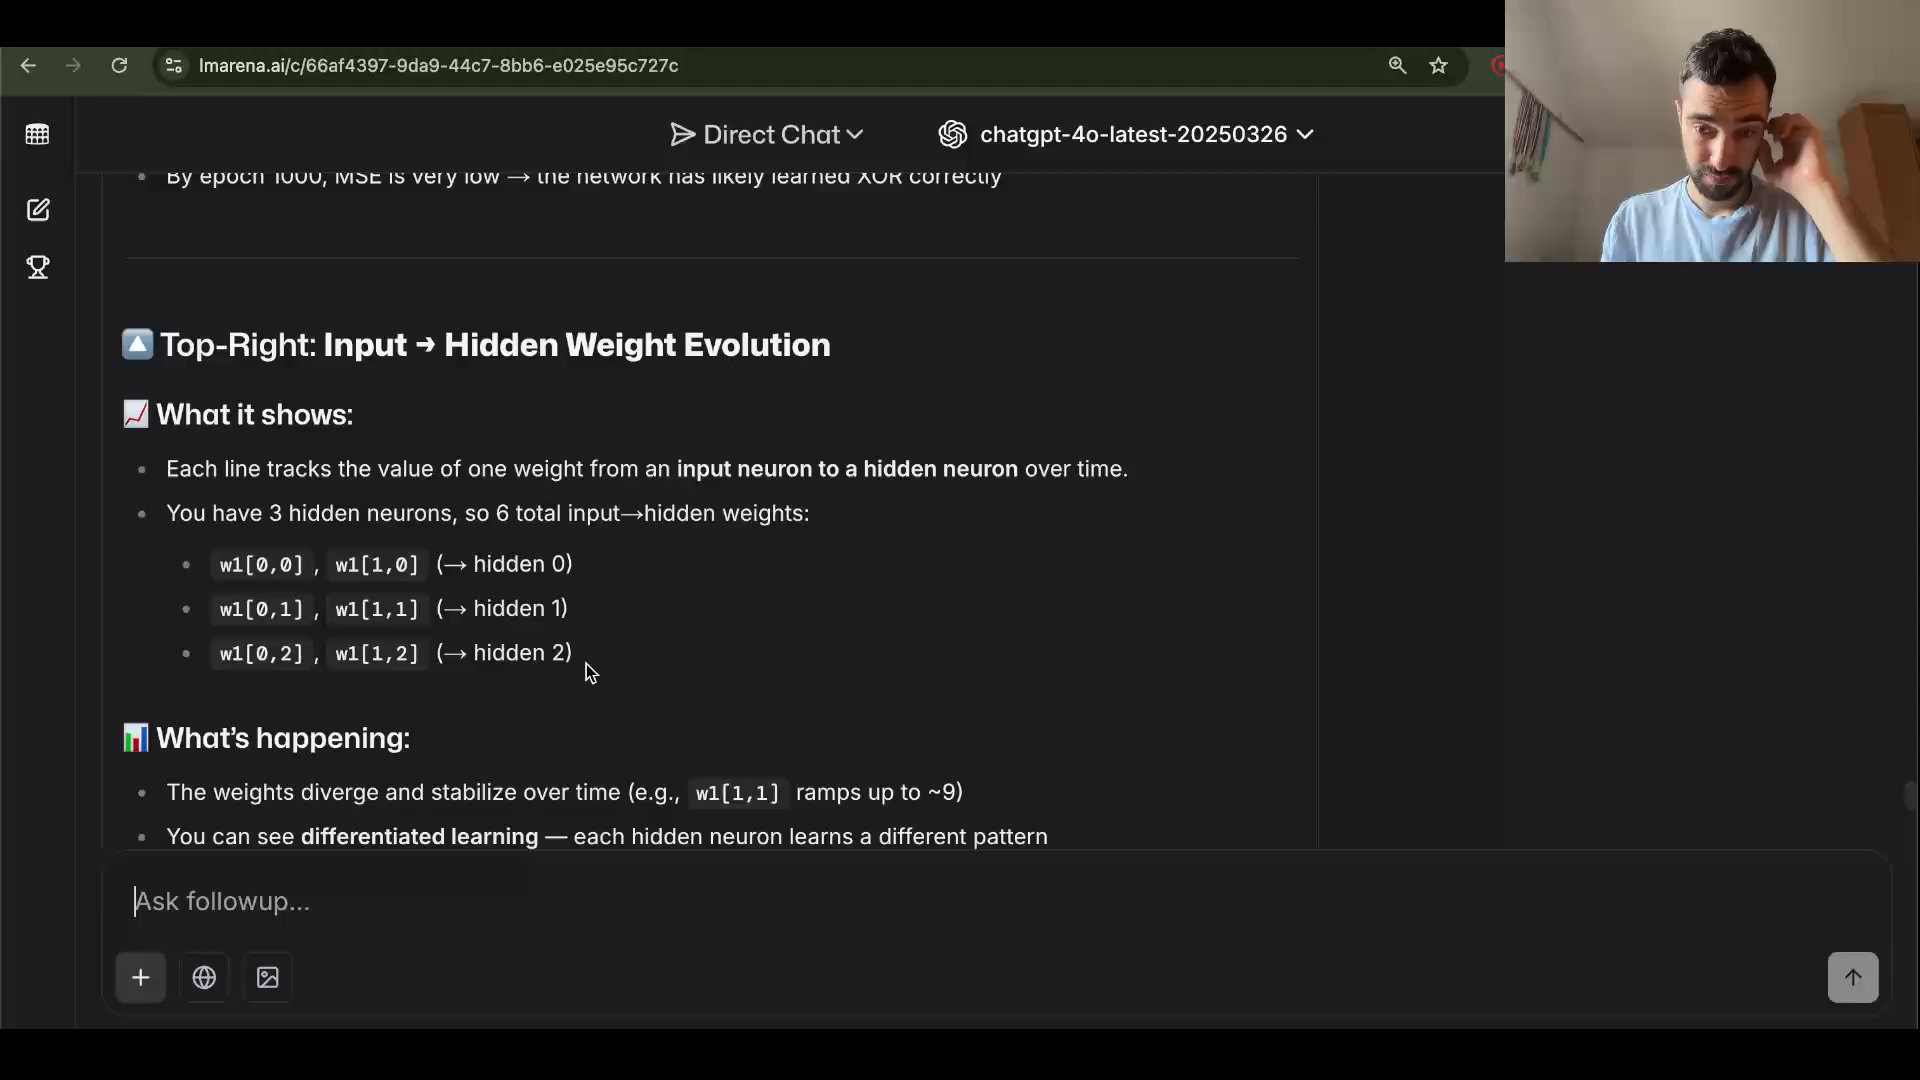 lmarena.ai/c/66af4397-9da9-44c7-8bb6-e025e95c727c
Direct Chat
chatgpt-4o-latest-20250326
By epoch 1000, MSE is very low → the network has likely learned XOR correctly
Top-Right: Input → Hidden Weight Evolution
What it shows:
Each line tracks the value of one weight from an input neuron to a hidden neuron over time.
You have 3 hidden neurons, so 6 total input→hidden weights:
w1[0,0] , w1[1,0] (→ hidden 0)
w1[0,1] , w1[1,1] (→ hidden 1)
w1[0,2] , w1[1,2] (→ hidden 2)
What's happening:
The weights diverge and stabilize over time (e.g., w1[1,1] ramps up to ~9)
You can see differentiated learning — each hidden neuron learns a different pattern
Ask followup...